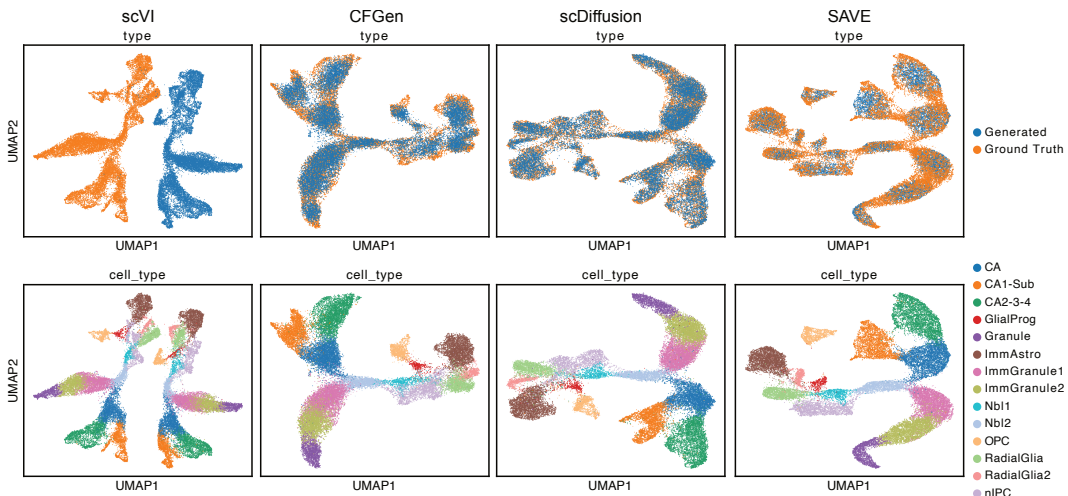 scVI CFGen scDiffusion SAVE
type type type type
UMAP2
Generated
Ground Truth
UMAP1 UMAP1 UMAP1 UMAP1
cell_type cell_type cell_type cell_type
UMAP2
CA
CA1-Sub
CA2-3-4
GlialProg
Granule
ImmAstro
ImmGranule1
ImmGranule2
Nbl1
Nbl2
OPC
RadialGlia
RadialGlia2
nIPC
UMAP1 UMAP1 UMAP1 UMAP1